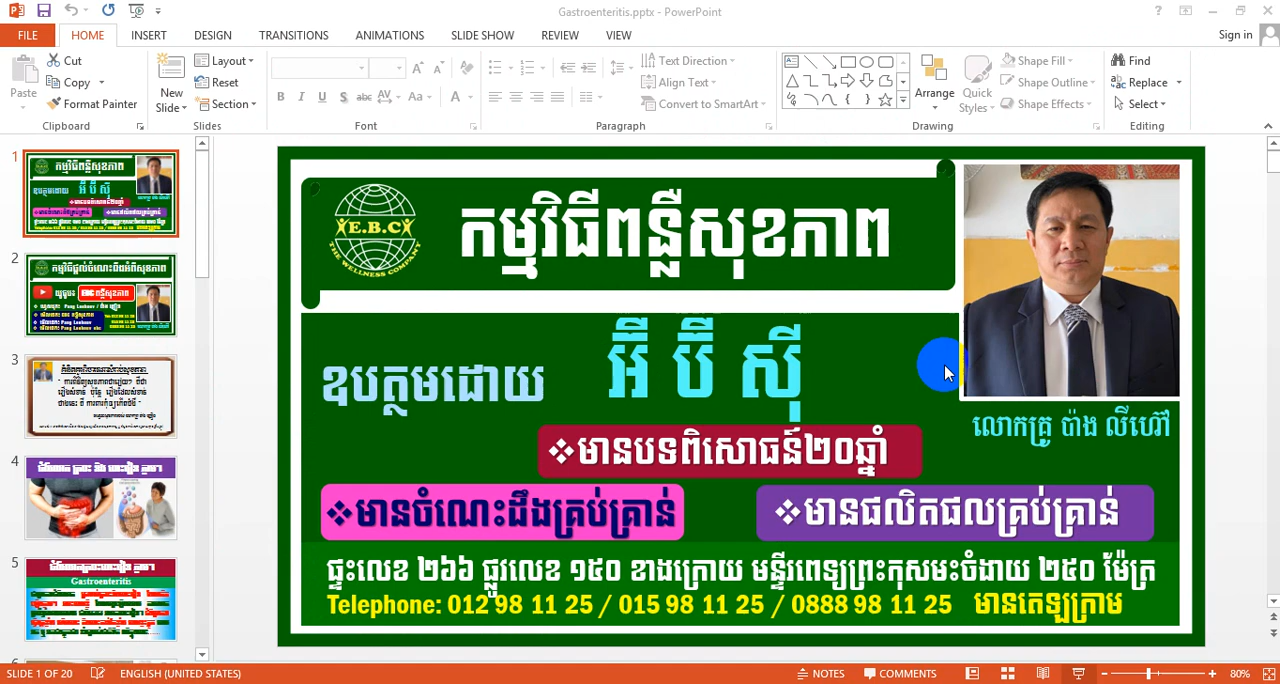 Gastroenteritis.pptx - PowerPoint
FILE HOME INSERT DESIGN TRANSITIONS ANIMATIONS SLIDE SHOW REVIEW VIEW Sign in
Cut
Copy
Format Painter
Paste
Clipboard
New Slide
Layout
Reset
Section
Slides
Font
Text Direction
Align Text
Convert to SmartArt
Paragraph
Arrange
Quick Styles
Shape Fill
Shape Outline
Shape Effects
Drawing
Find
Replace
Select
Editing
1
2
3
4
5
Gastroenteritis
E.B.C
THE WELLNESS COMPANY
កម្មវិធីពន្លឺសុខភាព
ឧបត្ថមដោយ
អ៊ី ប៊ី ស៊ី
លោកគ្រូ ប៉ាង លីហ៊ៅ
❖មានបទពិសោធន៍២០ឆ្នាំ
❖មានចំណេះដឹងគ្រប់គ្រាន់
❖មានផលិតផលគ្រប់គ្រាន់
ផ្ទះលេខ ២៦៦ ផ្លូវលេខ ១៥០ ខាងក្រោយ មន្ទីរពេទ្យព្រះកុសមះចំងាយ ២៥០ ម៉ែត្រ
Telephone: 012 98 11 25 / 015 98 11 25 / 0888 98 11 25 មានតេឡេក្រាម
SLIDE 1 OF 20 ENGLISH (UNITED STATES) NOTES COMMENTS 80%